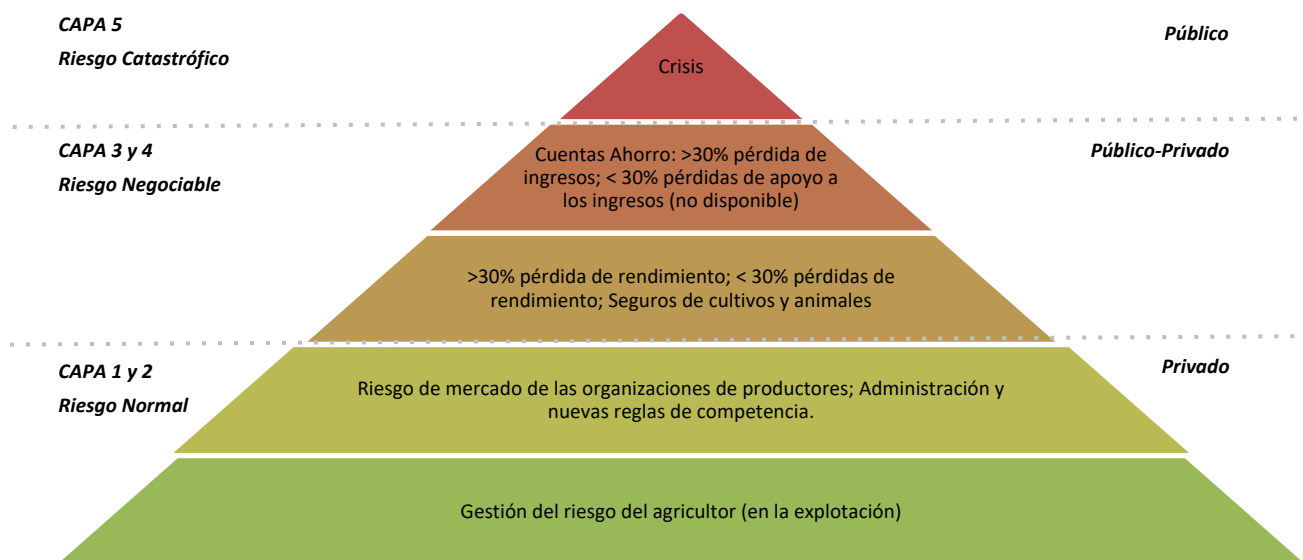 CAPA 5
Riesgo Catastrófico
Público
Crisis
CAPA 3 y 4
Riesgo Negociable
Público-Privado
Cuentas Ahorro: >30% pérdida de
ingresos; < 30% pérdidas de apoyo a
los ingresos (no disponible)
>30% pérdida de rendimiento; < 30% pérdidas de
rendimiento; Seguros de cultivos y animales
CAPA 1 y 2
Riesgo Normal
Privado
Riesgo de mercado de las organizaciones de productores; Administración y
nuevas reglas de competencia.
Gestión del riesgo del agricultor (en la explotación)